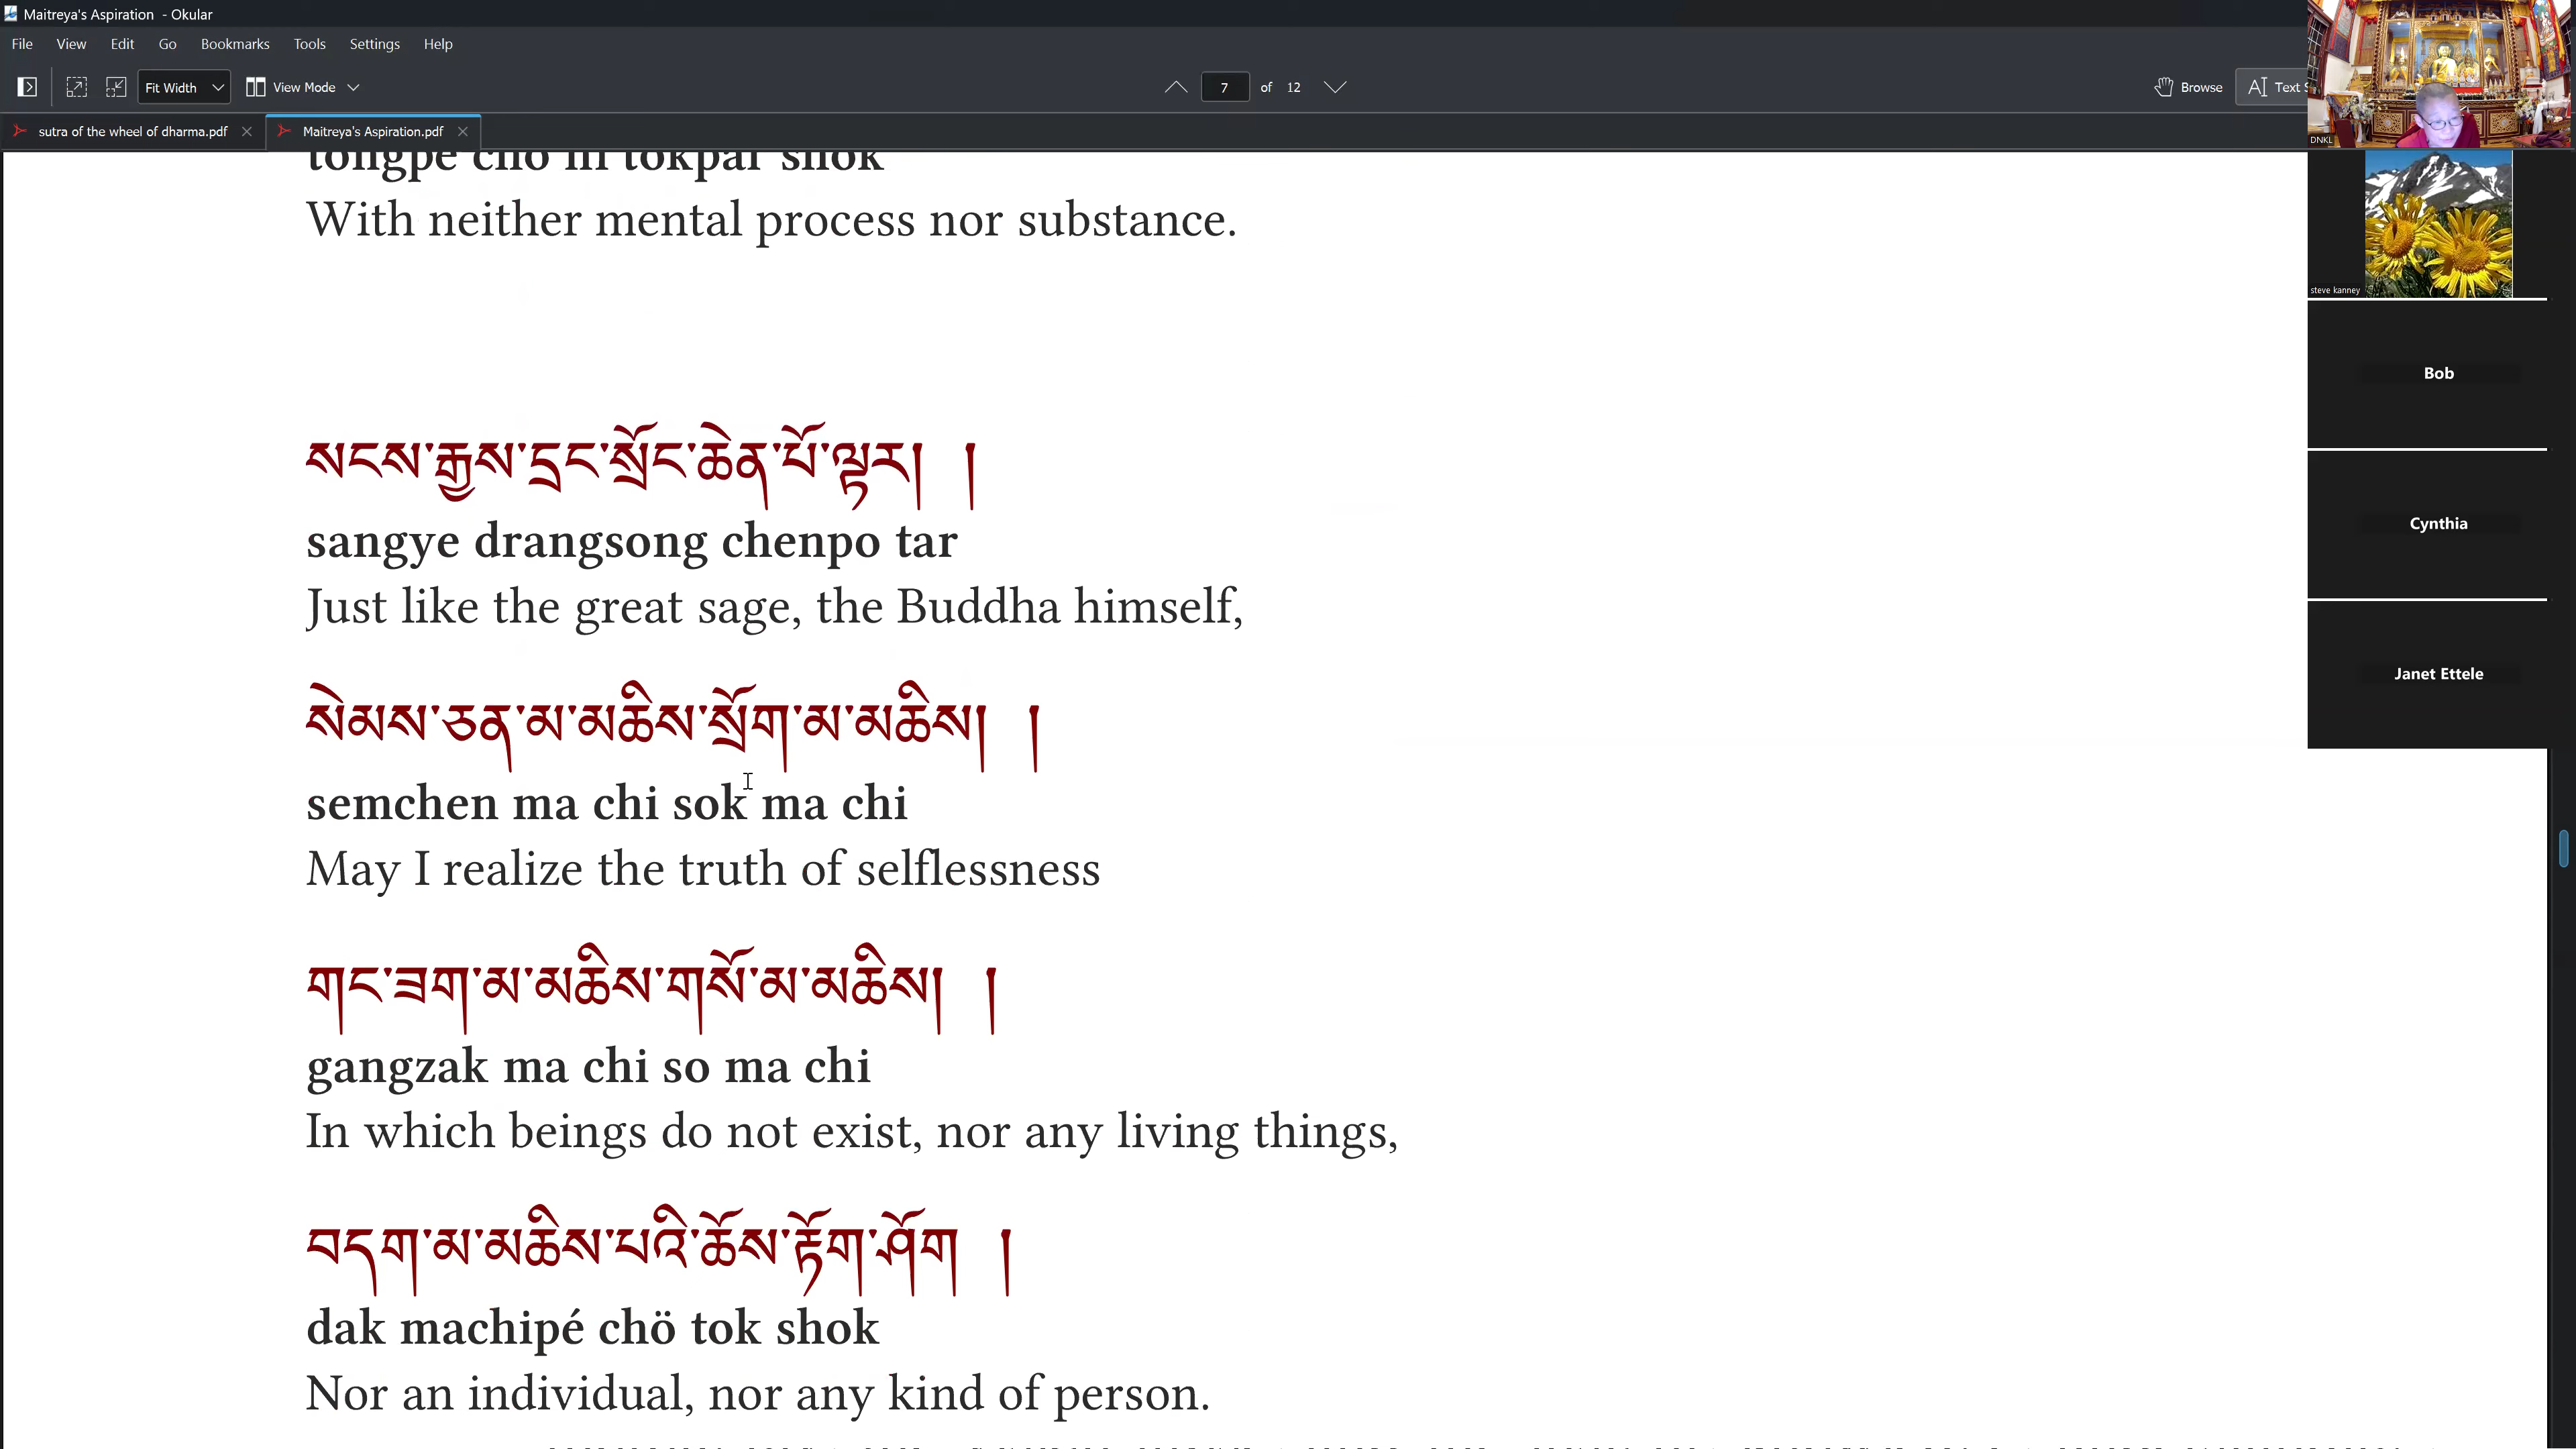 Maitreya's Aspiration - Okular
File View Edit Go Bookmarks Tools Settings Help
Fit Width View Mode 7 of 12 Browse Text
sutra of the wheel of dharma.pdf Maitreya's Aspiration.pdf
DNKL
steve kanney
Bob
Cynthia
Janet Ettele
With neither mental process nor substance.
སངས་རྒྱས་དྲང་སྲོང་ཆེན་པོ་ལྟར། །
sangye drangsong chenpo tar
Just like the great sage, the Buddha himself,
སེམས་ཅན་མ་མཆིས་སྲོག་མ་མཆིས། །
semchen ma chi sok ma chi
May I realize the truth of selflessness
གང་ཟག་མ་མཆིས་གསོ་མ་མཆིས། །
gangzak ma chi so ma chi
In which beings do not exist, nor any living things,
བདག་མ་མཆིས་པའི་ཆོས་རྟོག་ཤོག །
dak machipé chö tok shok
Nor an individual, nor any kind of person.